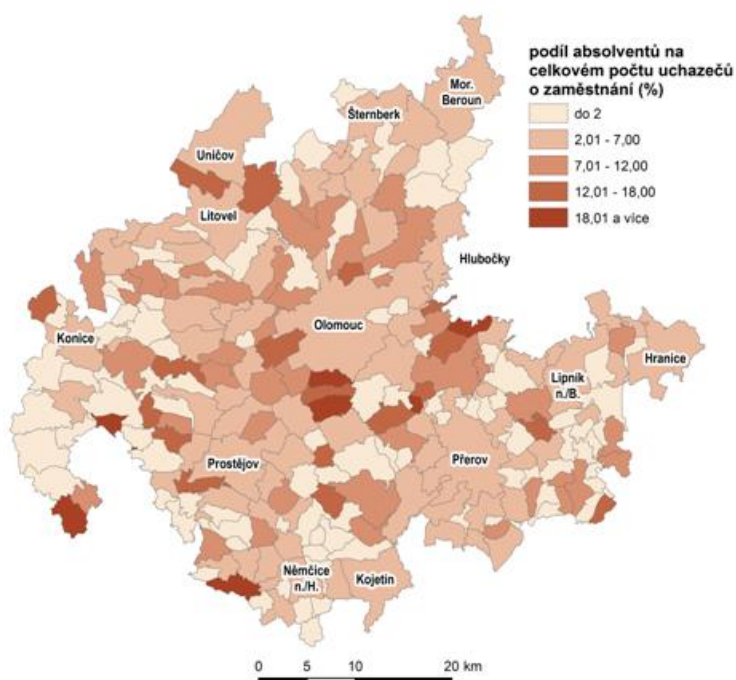 podíl absolventů na
celkovém počtu uchazečů
o zaměstnání (%)
do 2
2,01 - 7,00
7,01 - 12,00
12,01 - 18,00
18,01 a více
Mor.
Beroun
Šternberk
Uničov
Litovel
Hlubočky
Olomouc
Konice
Hranice
Lipník
n./B.
Prostějov
Přerov
Němčice
n./H.
Kojetín
0 5 10 20 km